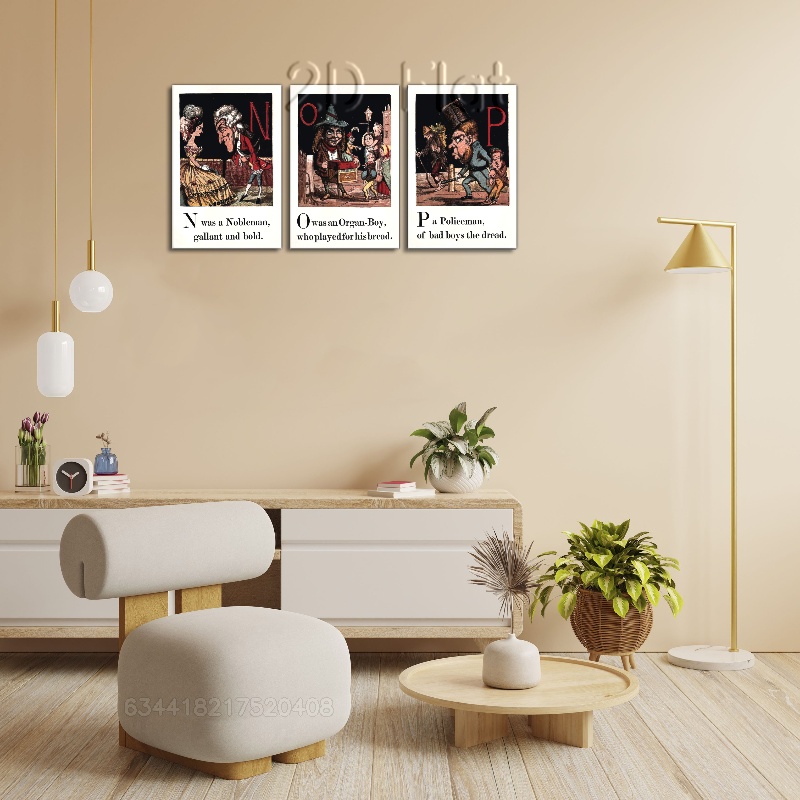 2D Flat
N
N was a Nobleman,
gallant and bold.
O
O was an Organ-Boy,
who played for his bread.
P
P a Policeman,
of bad boys the dread.
634418217520408